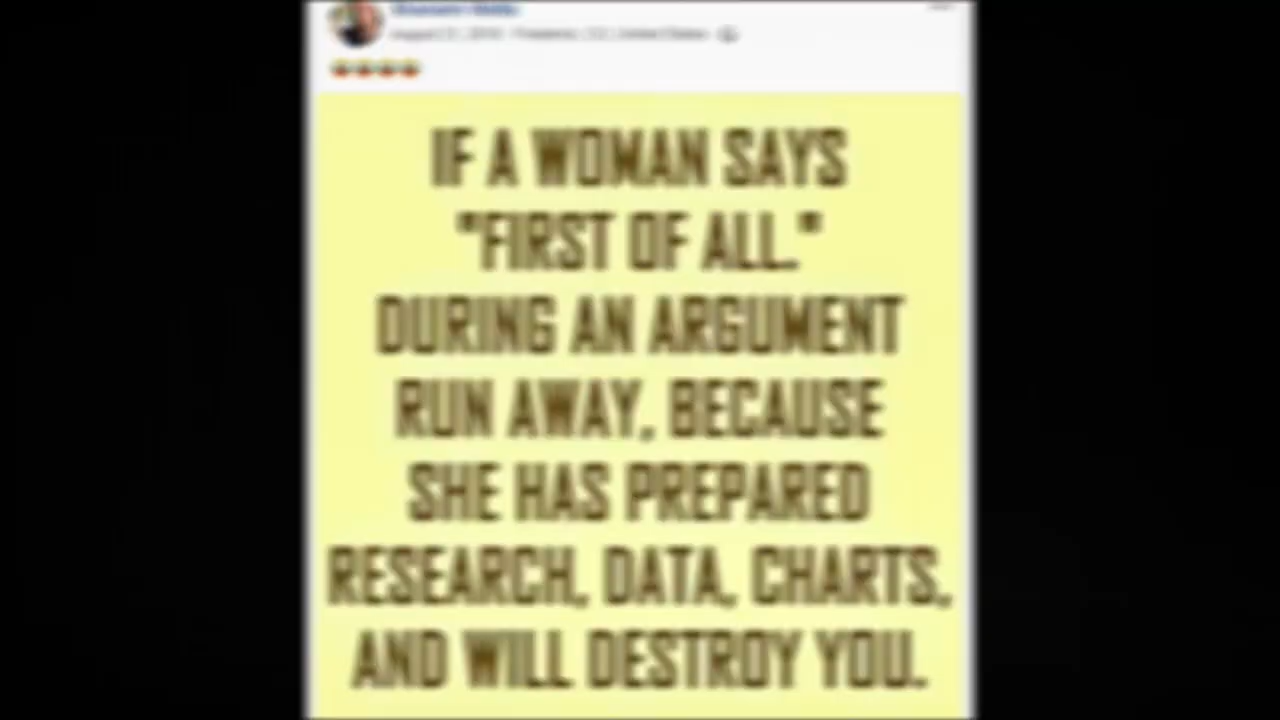 IF A WOMAN SAYS
"FIRST OF ALL."
DURING AN ARGUMENT
RUN AWAY, BECAUSE
SHE HAS PREPARED
RESEARCH, DATA, CHARTS,
AND WILL DESTROY YOU.